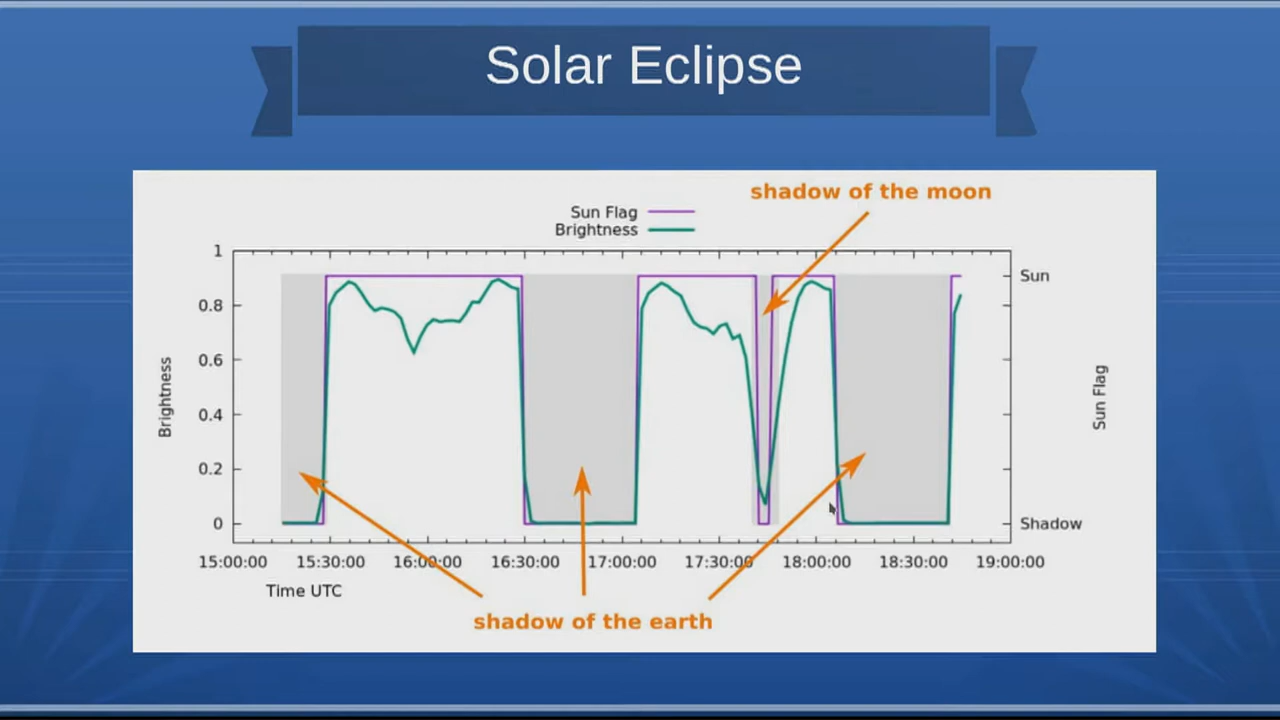 Solar Eclipse
shadow of the moon
Sun Flag
Brightness
1
0.8
0.6
0.4
0.2
0
Brightness
Sun
Shadow
Sun Flag
15:00:00 15:30:00 16:00:00 16:30:00 17:00:00 17:30:00 18:00:00 18:30:00 19:00:00
Time UTC
shadow of the earth